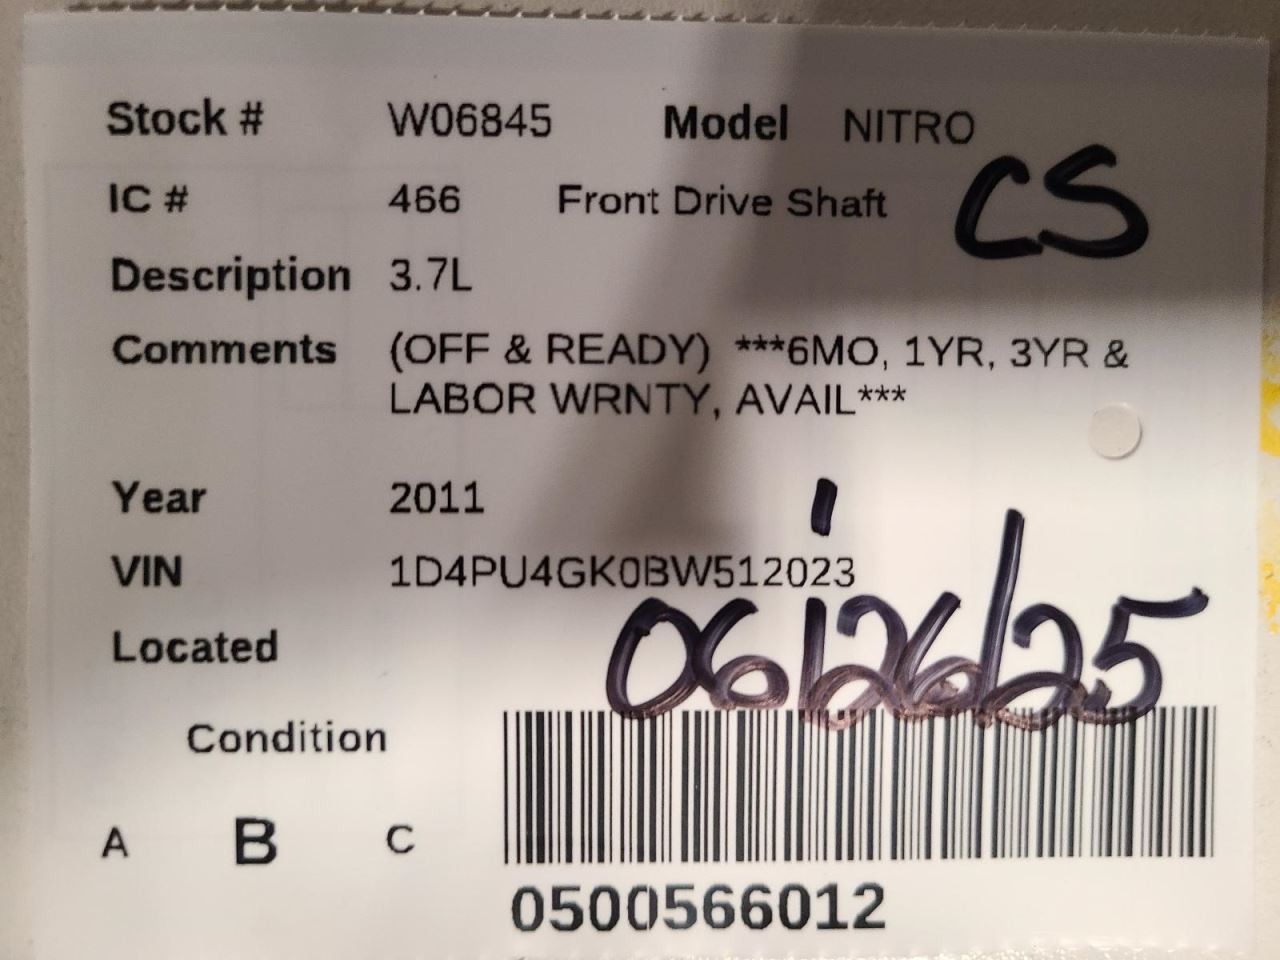 Stock # W06845 Model NITRO
CS
IC # 466 Front Drive Shaft
Description 3.7L
Comments (OFF & READY) ***6MO, 1YR, 3YR &
LABOR WRNTY, AVAIL***
Year 2011
VIN 1D4PU4GK0BW512023
Located
06/26/25
Condition
A B C
0500566012